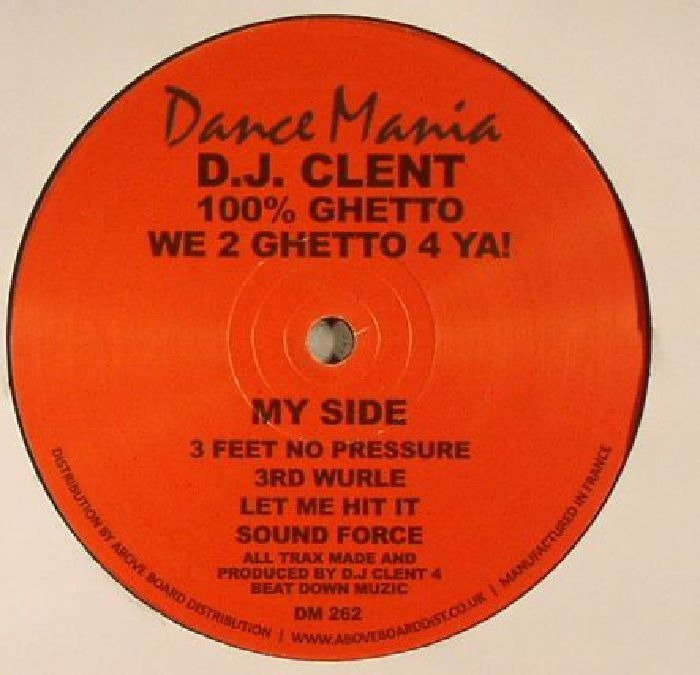 Dance Mania
D.J. CLENT
100% GHETTO
WE 2 GHETTO 4 YA!
MY SIDE
3 FEET NO PRESSURE
3RD WURLE
LET ME HIT IT
SOUND FORCE
ALL TRAX MADE AND
PRODUCED BY D.J CLENT 4
BEAT DOWN MUZIC
DM 262
DISTRIBUTION BY ABOVE BOARD DISTRIBUTION | WWW.ABOVEBOARDDIST.CO.UK | MANUFACTURED IN FRANCE